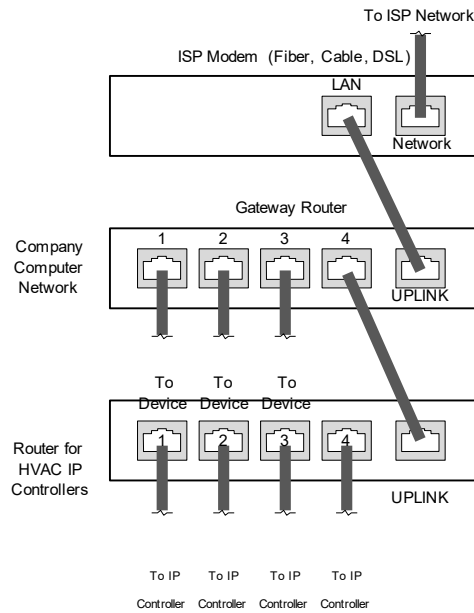 To ISP Network
ISP Modem (Fiber, Cable, DSL)
LAN
Network
Gateway Router
Company
Computer
Network
1 2 3 4
UPLINK
To To To
Device Device Device
Router for
HVAC IP
Controllers
1 2 3 4
UPLINK
To IP To IP To IP To IP
Controller Controller Controller Controller